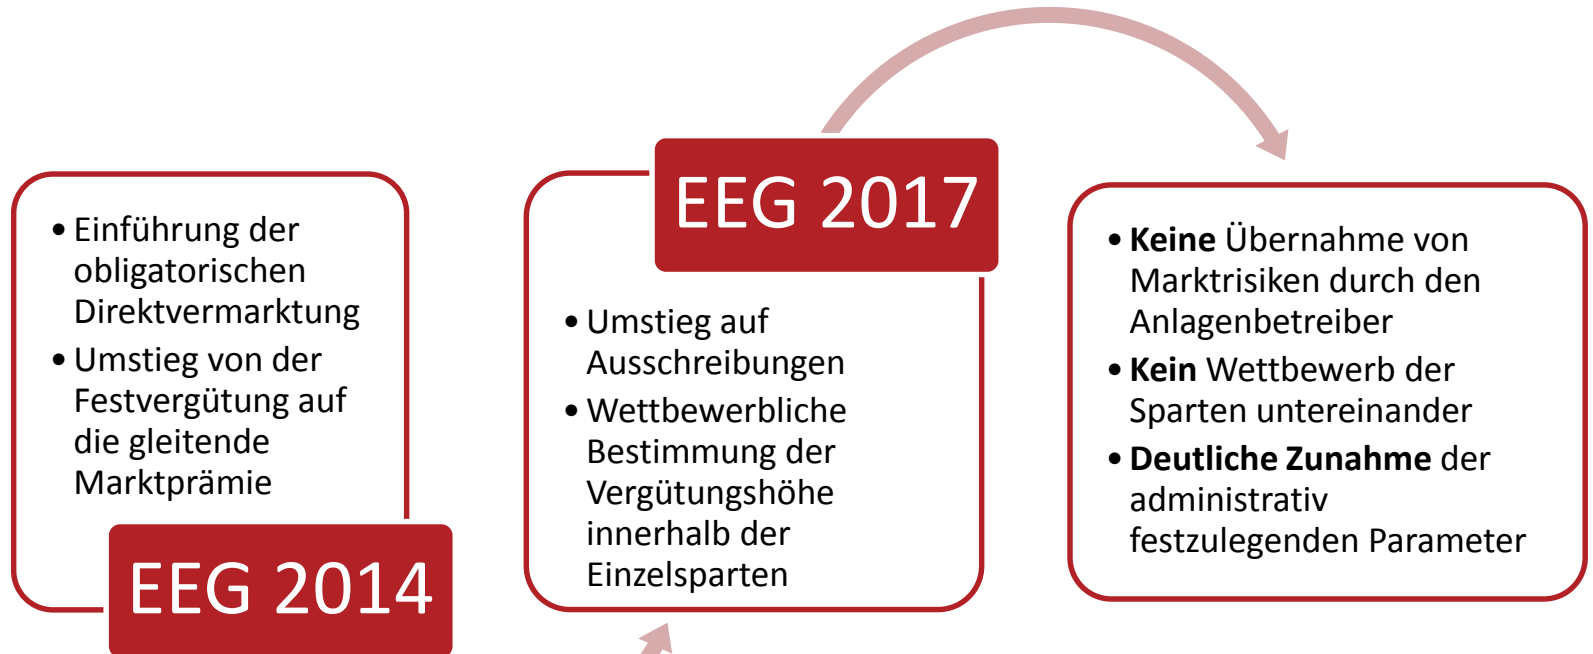 • Einführung der
obligatorischen
Direktvermarktung
• Umstieg von der
Festvergütung auf
die gleitende
Marktprämie
EEG 2014
EEG 2017
• Umstieg auf
Ausschreibungen
• Wettbewerbliche
Bestimmung der
Vergütungshöhe
innerhalb der
Einzelsparten
• Keine Übernahme von
Marktrisiken durch den
Anlagenbetreiber
• Kein Wettbewerb der
Sparten untereinander
• Deutliche Zunahme der
administrativ
festzulegenden Parameter